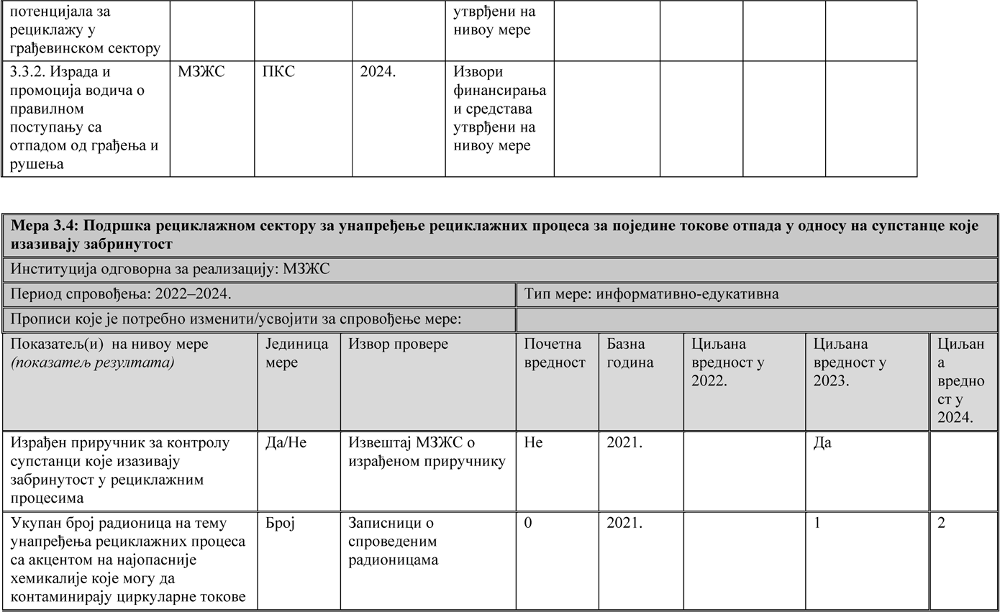 потенцијала за
рециклажу у
грађевинском сектору
утврђени на
нивоу мере
3.3.2. Израда и
промоција водича о
правилном
поступању са
отпадом од грађења и
рушења
МЗЖС
ПКС
2024.
Извори
финансирања
и средстава
утврђени на
нивоу мере
Мера 3.4: Подршка рециклажном сектору за унапређење рециклажних процеса за поједине токове отпада у односу на супстанце које
изазивају забринутост
Институција одговорна за реализацију: МЗЖС
Период спровођења: 2022–2024.
Тип мере: информативно-едукативна
Прописи које је потребно изменити/усвојити за спровођење мере:
Показатељ(и) на нивоу мере
(показатељ резултата)
Јединица
мере
Извор провере
Почетна
вредност
Базна
година
Циљана
вредност у
2022.
Циљана
вредност у
2023.
Циљан
а
вредно
ст у
2024.
Израђен приручник за контролу
супстанци које изазивају
забринутост у рециклажним
процесима
Да/Не
Извештај МЗЖС о
израђеном приручнику
Не
2021.
Да
Укупан број радионица на тему
унапређења рециклажних процеса
са акцентом на најопасније
хемикалије које могу да
контаминирају циркуларне токове
Број
Записници о
спроведеним
радионицама
0
2021.
1
2